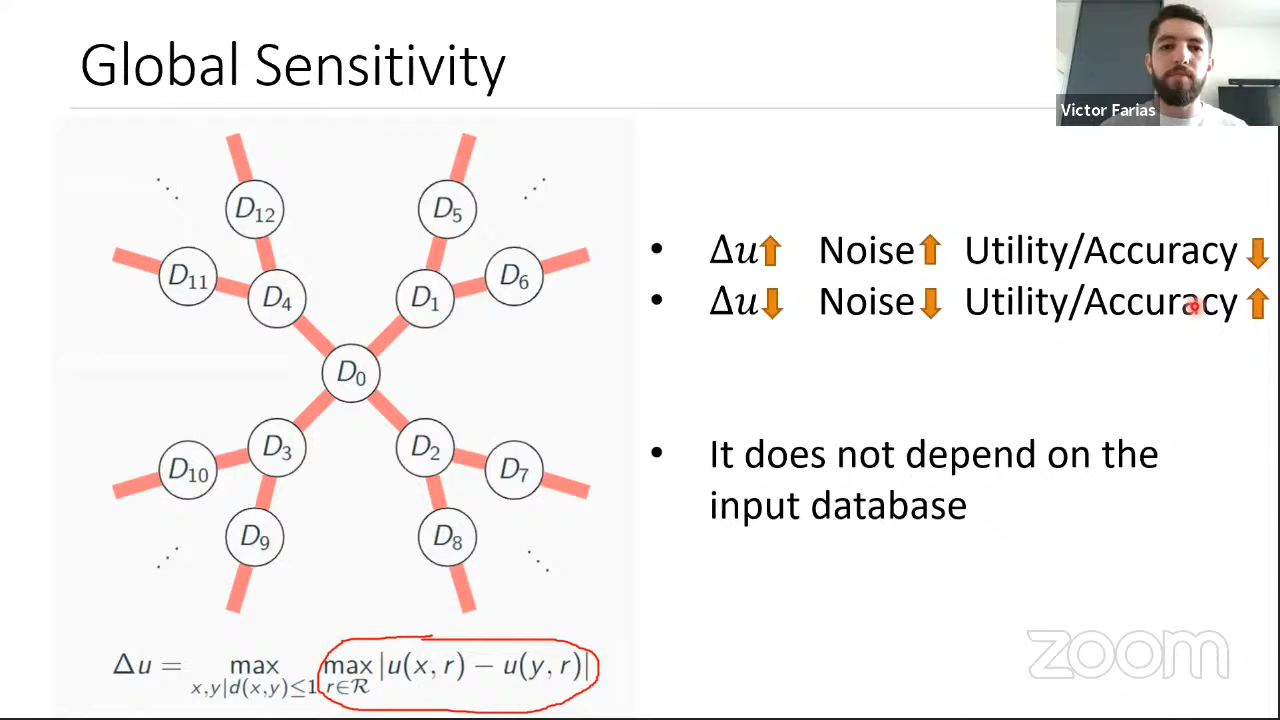 Global Sensitivity
Victor Farias
D12
D5
D11
D6
D4
D1
D0
D3
D2
D10
D7
D9
D8
Δu = max x,y|d(x,y)≤1 max r∈R |u(x, r) − u(y, r)|
• Δu Noise Utility/Accuracy
• Δu Noise Utility/Accuracy
• It does not depend on the
input database
zoom